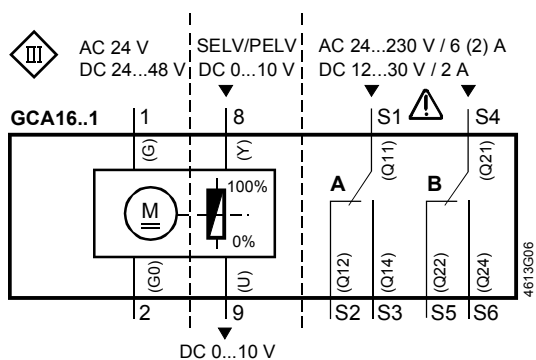 III
AC 24 V
DC 24...48 V
SELV/PELV
DC 0...10 V
AC 24...230 V / 6 (2) A
DC 12...30 V / 2 A
GCA16..1
1
8
S1
S4
(G)
(Y)
(Q11)
(Q21)
100%
A
B
M
0%
(G0)
(U)
(Q12)
(Q14)
(Q22)
(Q24)
4613G06
2
9
S2
S3
S5
S6
DC 0...10 V